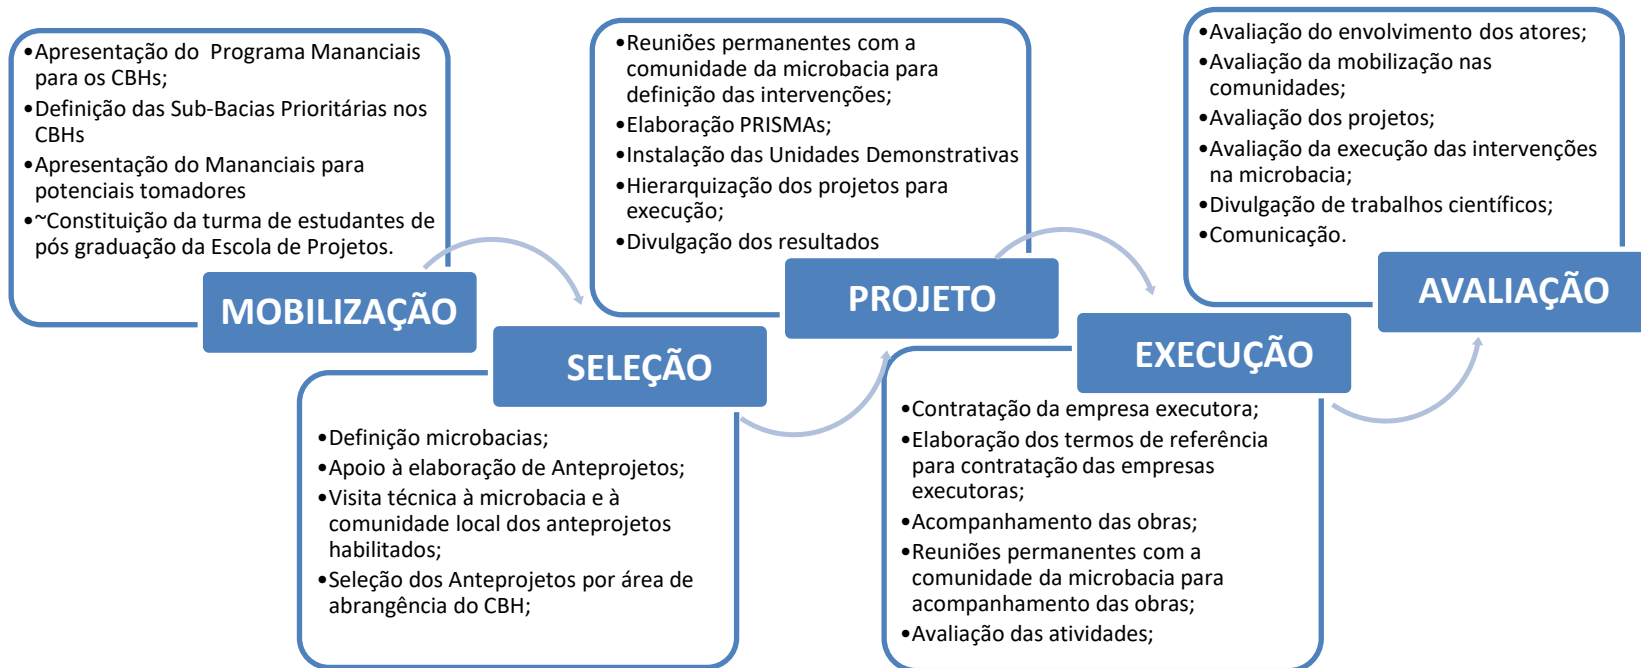 •Apresentação do Programa Mananciais
para os CBHs;
•Definição das Sub-Bacias Prioritárias nos
CBHs
•Apresentação do Mananciais para
potenciais tomadores
•~Constituição da turma de estudantes de
pós graduação da Escola de Projetos.
MOBILIZAÇÃO
SELEÇÃO
•Definição microbacias;
•Apoio à elaboração de Anteprojetos;
•Visita técnica à microbacia e à
comunidade local dos anteprojetos
habilitados;
•Seleção dos Anteprojetos por área de
abrangência do CBH;
•Reuniões permanentes com a
comunidade da microbacia para
definição das intervenções;
•Elaboração PRISMAs;
•Instalação das Unidades Demonstrativas
•Hierarquização dos projetos para
execução;
•Divulgação dos resultados
PROJETO
EXECUÇÃO
•Contratação da empresa executora;
•Elaboração dos termos de referência
para contratação das empresas
executoras;
•Acompanhamento das obras;
•Reuniões permanentes com a
comunidade da microbacia para
acompanhamento das obras;
•Avaliação das atividades;
•Avaliação do envolvimento dos atores;
•Avaliação da mobilização nas
comunidades;
•Avaliação dos projetos;
•Avaliação da execução das intervenções
na microbacia;
•Divulgação de trabalhos científicos;
•Comunicação.
AVALIAÇÃO